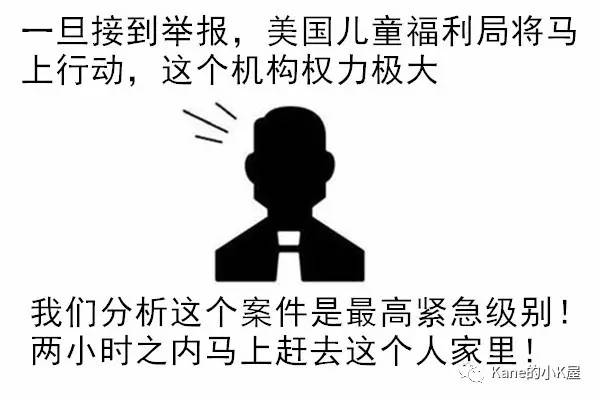 一旦接到举报，美国儿童福利局将马
上行动，这个机构权力极大
我们分析这个案件是最高紧急级别！
两小时之内马上赶去这个人家里！
Kane的小K屋